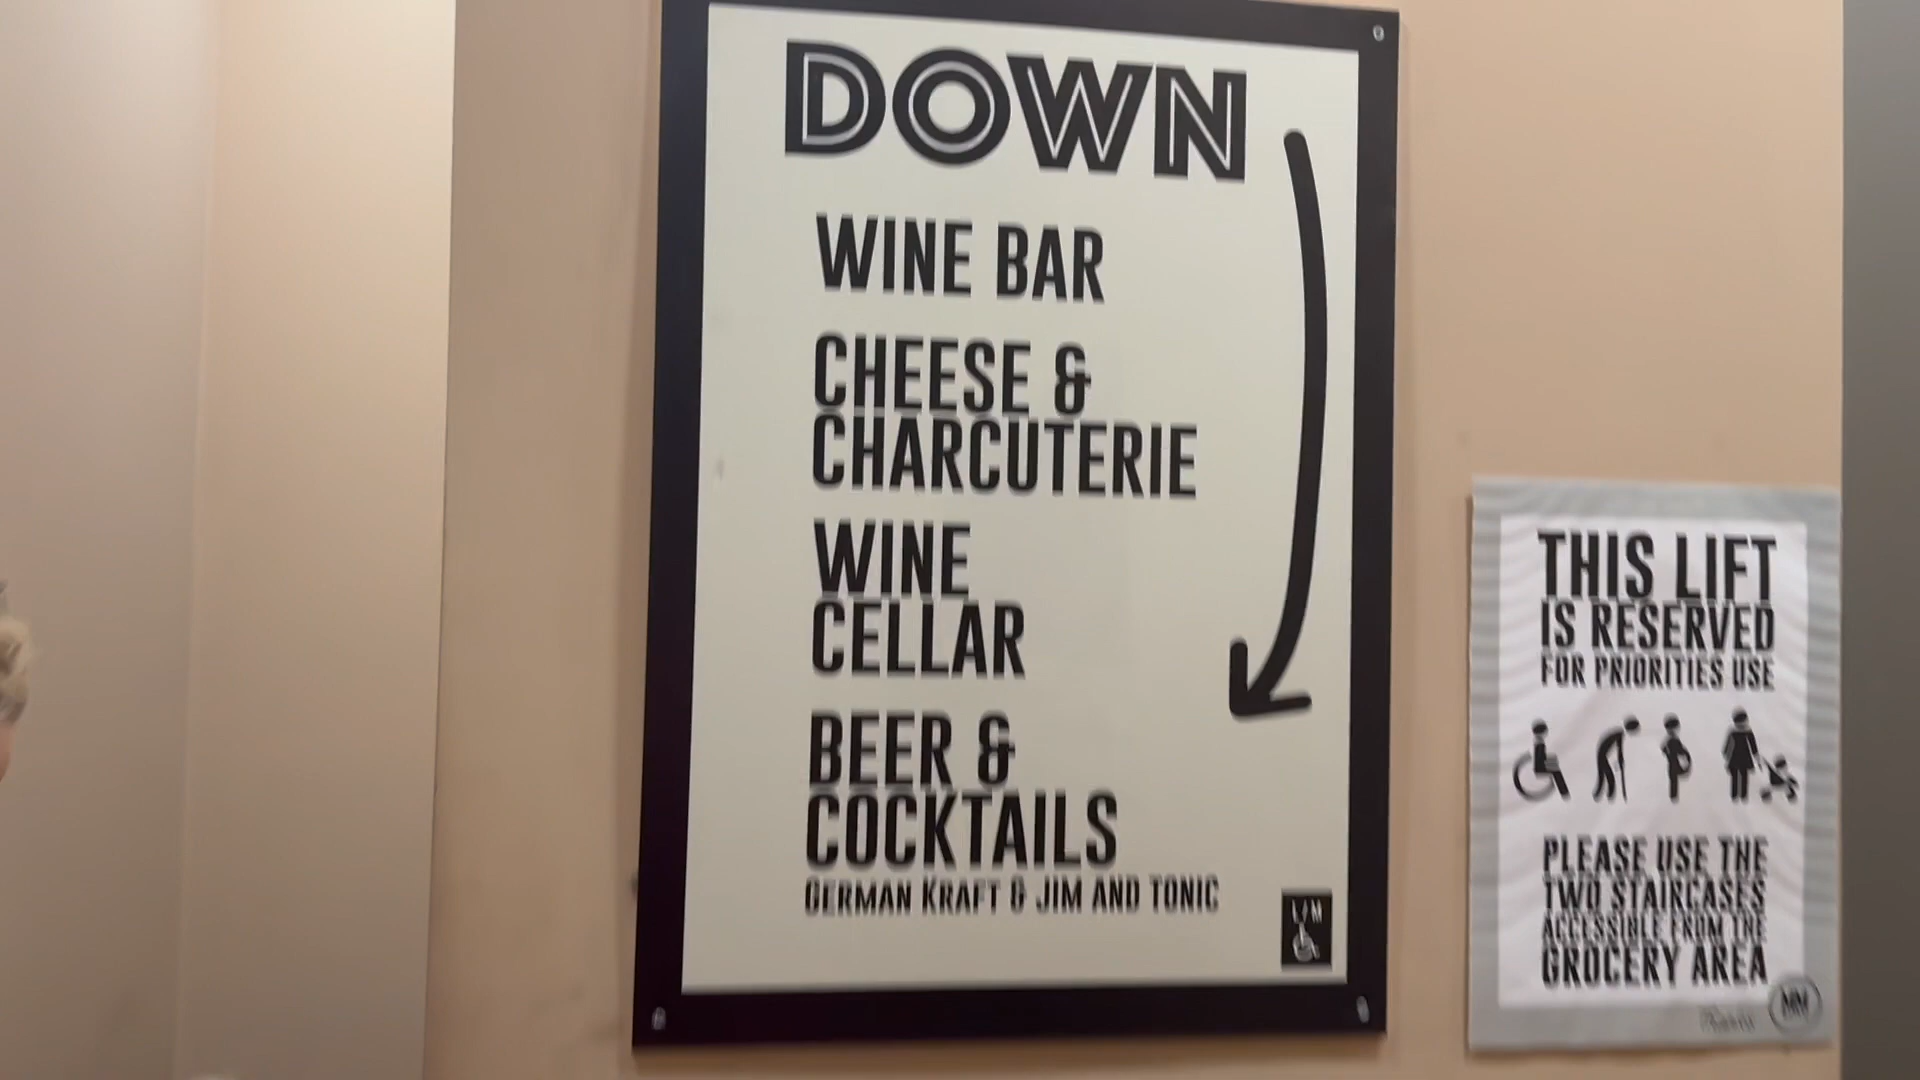 DOWN
WINE BAR
CHEESE &
CHARCUTERIE
WINE
CELLAR
BEER &
COCKTAILS
GERMAN KRAFT & JIM AND TONIC
THIS LIFT
IS RESERVED
FOR PRIORITIES USE
PLEASE USE THE
TWO STAIRCASES
ACCESSIBLE FROM THE
GROCERY AREA
MM